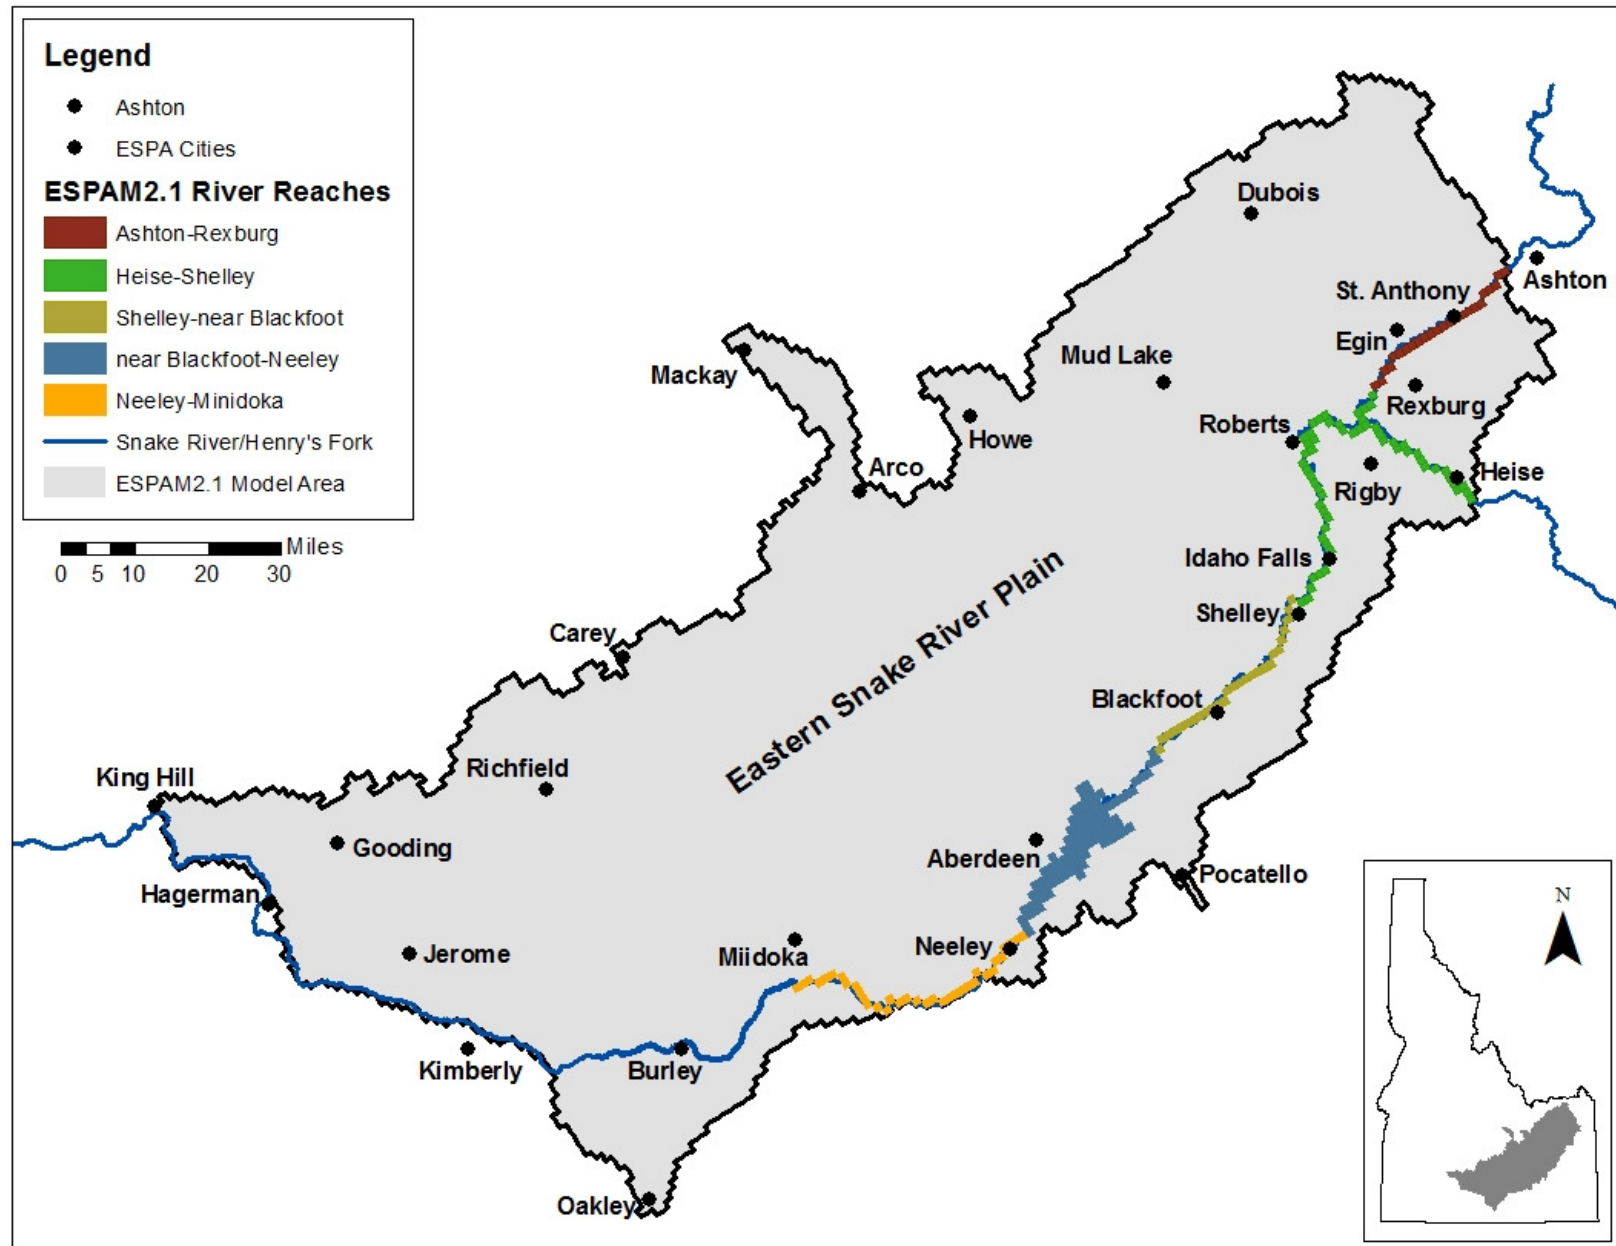 Legend
Ashton
ESPA Cities
ESPAM2.1 River Reaches
Ashton-Rexburg
Heise-Shelley
Shelley-near Blackfoot
near Blackfoot-Neeley
Neeley-Minidoka
Snake River/Henry's Fork
ESPAM2.1 Model Area
Miles
0 5 10 20 30
Dubois
Ashton
St. Anthony
Egin
Mud Lake
Mackay
Rexburg
Roberts
Howe
Arco
Heise
Rigby
Idaho Falls
Eastern Snake River Plain
Shelley
Carey
Blackfoot
Richfield
King Hill
Gooding
Aberdeen
Pocatello
Hagerman
Neeley
Jerome
Miidoka
Kimberly
Burley
Oakley
N